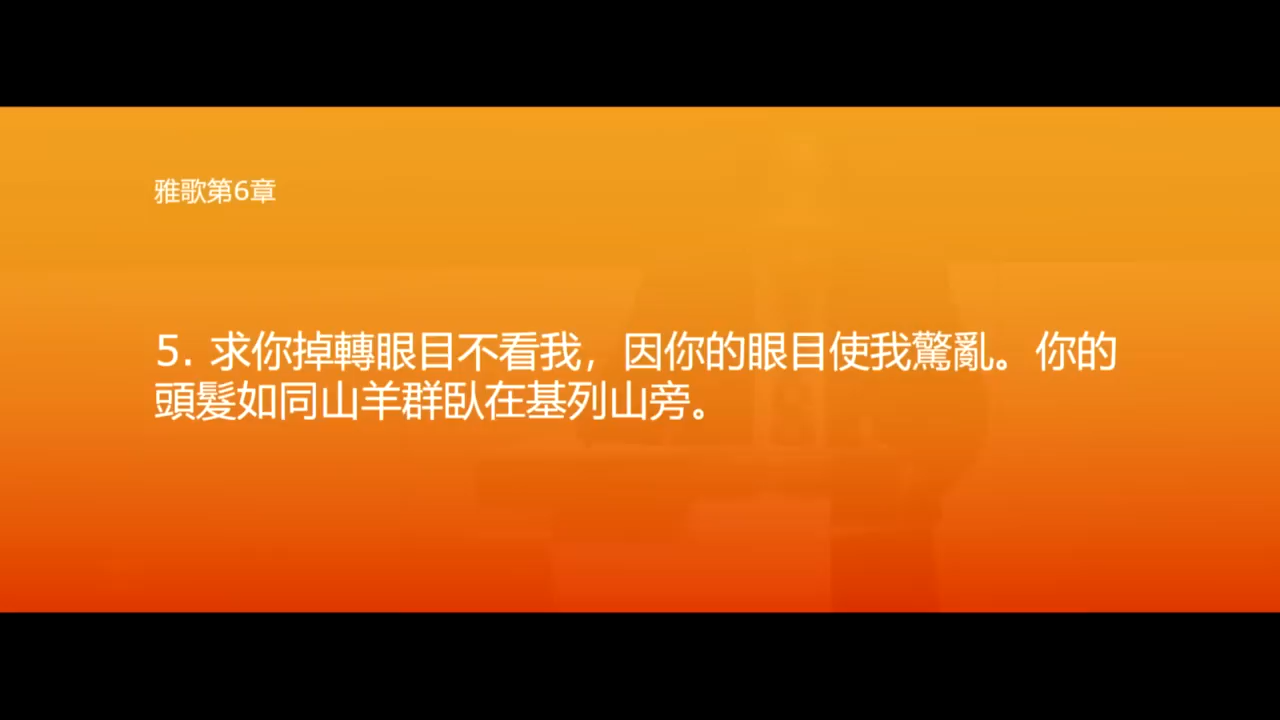 雅歌第6章
5. 求你掉轉眼目不看我，因你的眼目使我驚亂。你的
頭髮如同山羊群臥在基列山旁。